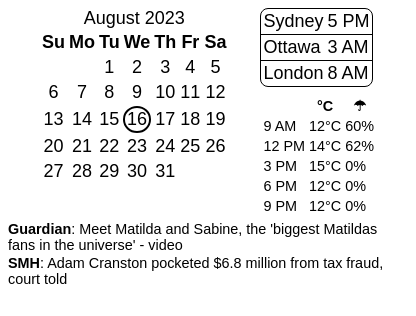 August 2023
Su Mo Tu We Th Fr Sa
1 2 3 4 5
6 7 8 9 10 11 12
13 14 15 16 17 18 19
20 21 22 23 24 25 26
27 28 29 30 31
Sydney 5 PM
Ottawa 3 AM
London 8 AM
°C ☂
9 AM 12°C 60%
12 PM 14°C 62%
3 PM 15°C 0%
6 PM 12°C 0%
9 PM 12°C 0%
Guardian: Meet Matilda and Sabine, the 'biggest Matildas
fans in the universe' - video
SMH: Adam Cranston pocketed $6.8 million from tax fraud,
court told